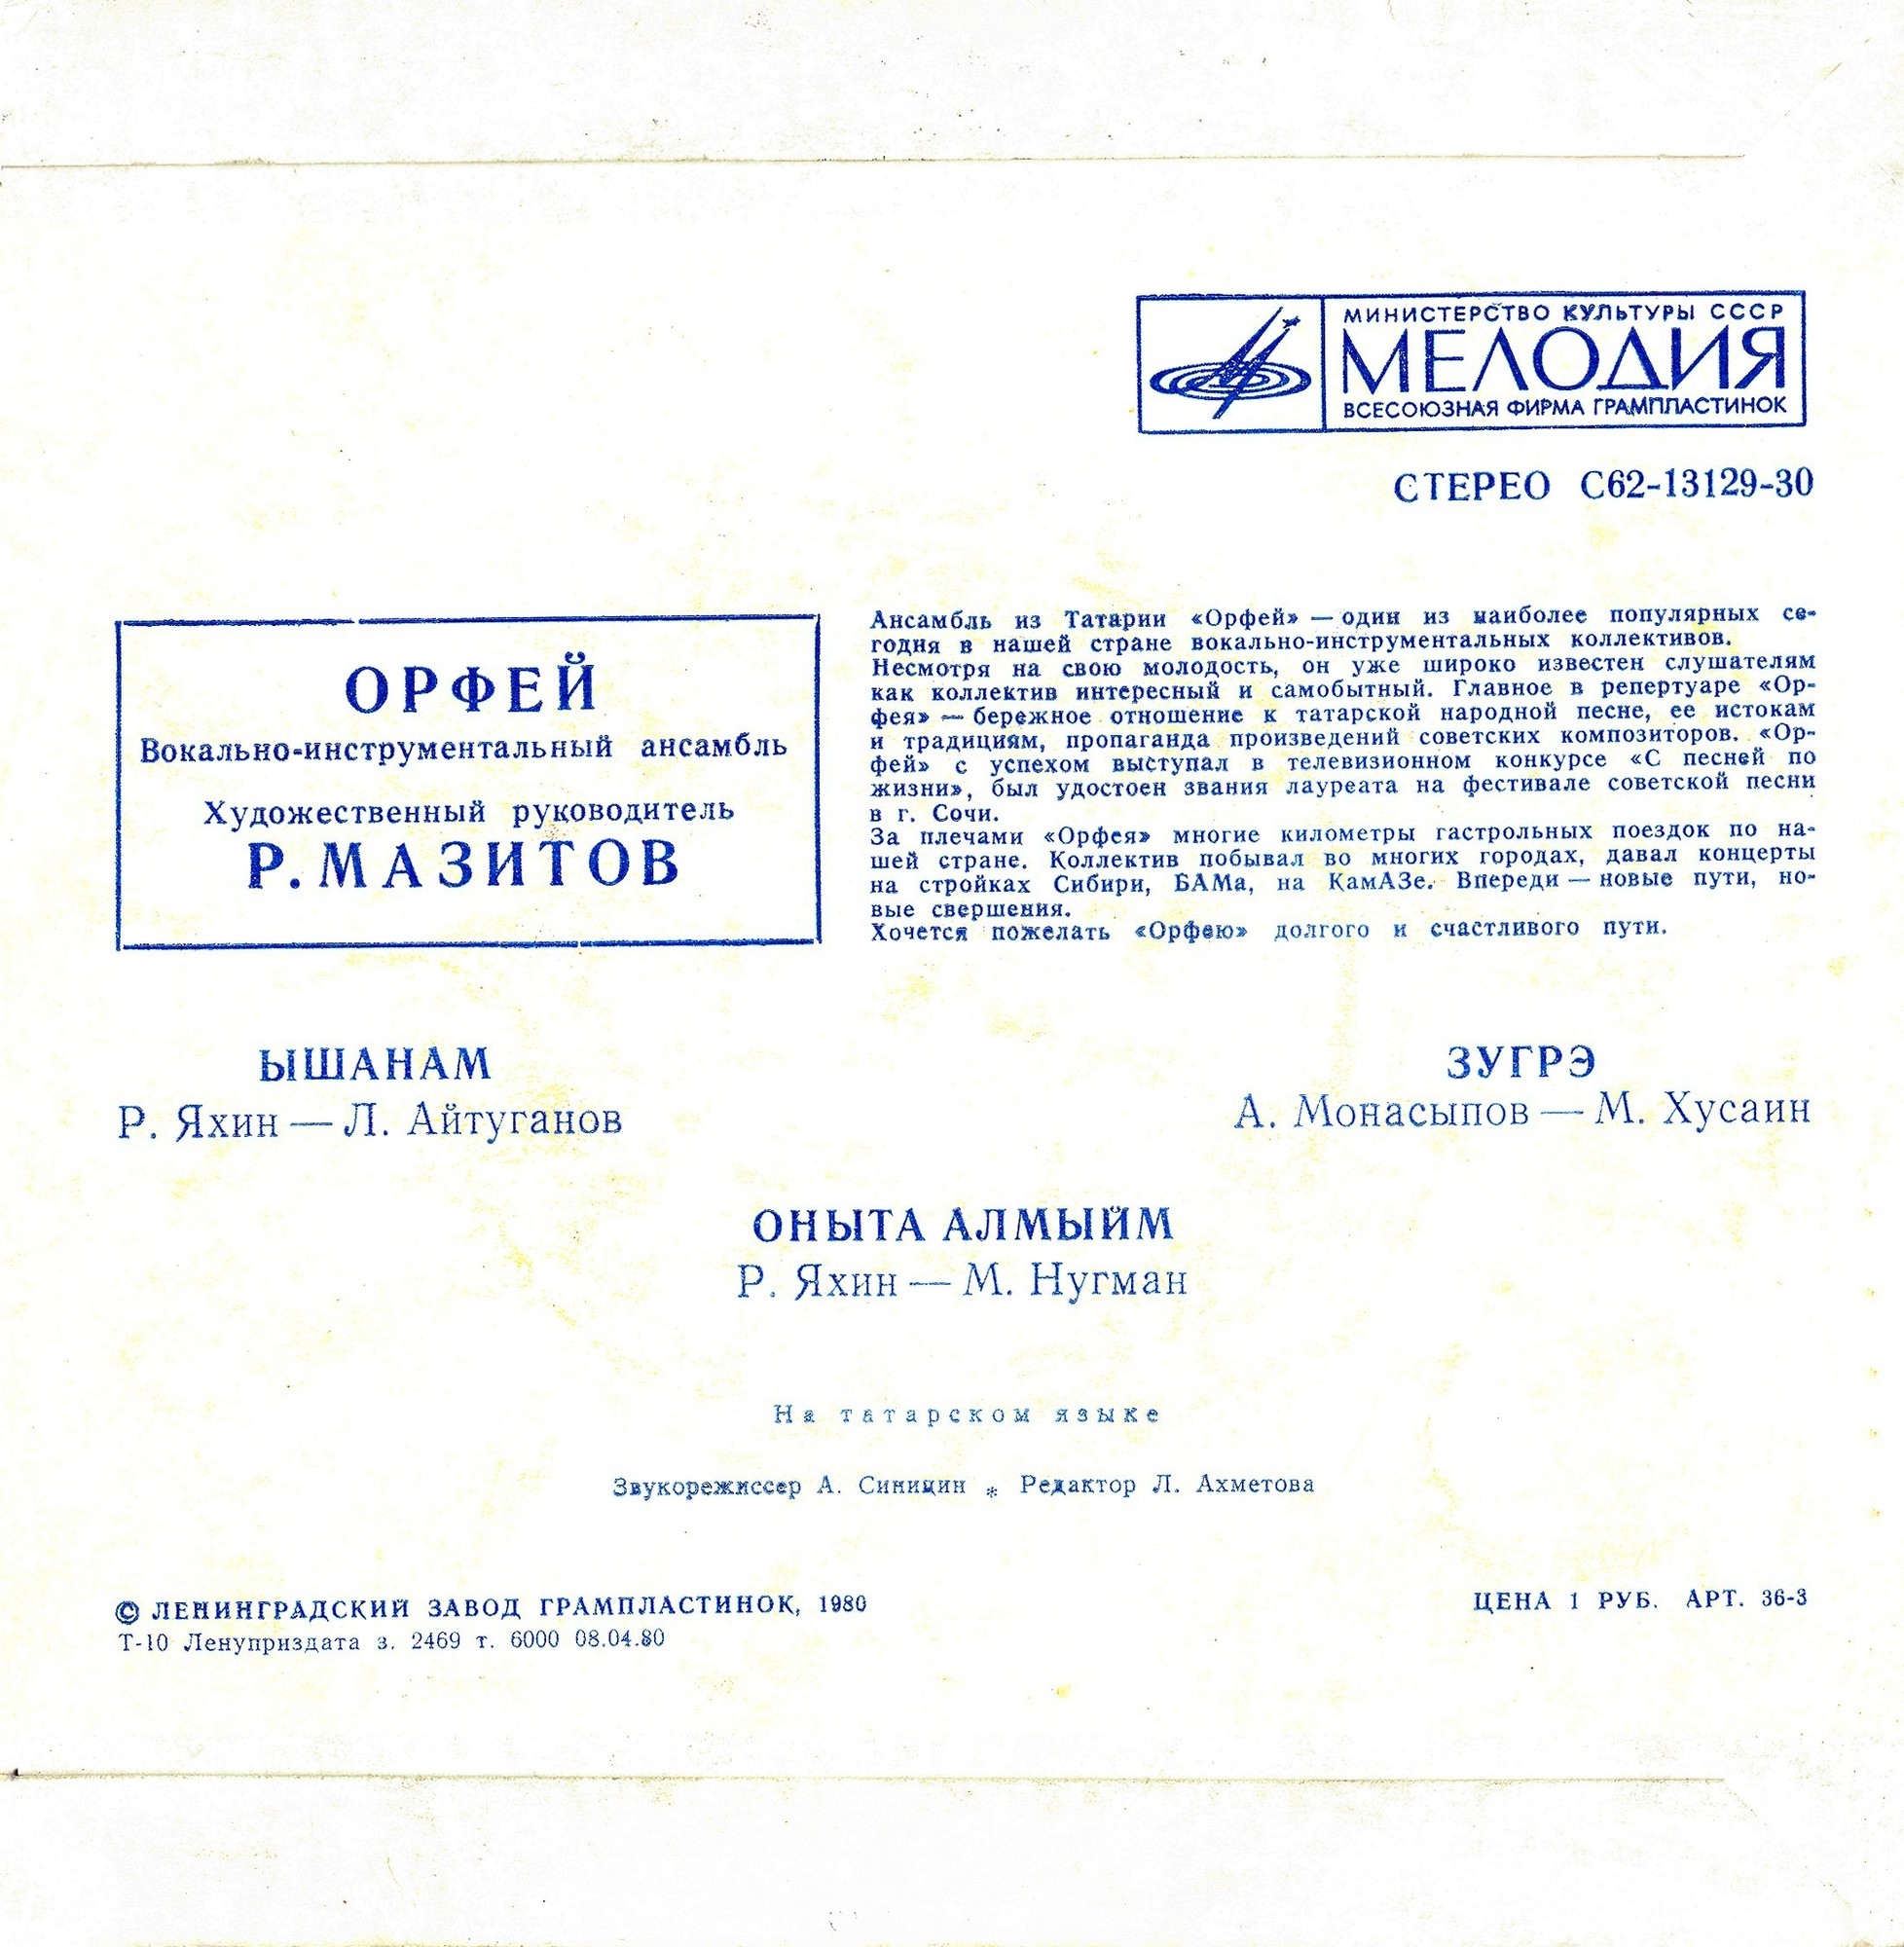 МИНИСТЕРСТВО КУЛЬТУРЫ СССР
МЕЛОДИЯ
ВСЕСОЮЗНАЯ ФИРМА ГРАМПЛАСТИНОК
СТЕРЕО С62-13129-30
ОРФЕЙ
Вокально-инструментальный ансамбль
Художественный руководитель
Р. МАЗИТОВ
Ансамбль из Татарии «Орфей» — один из наиболее популярных се-
годня в нашей стране вокально-инструментальных коллективов.
Несмотря на свою молодость, он уже широко известен слушателям
как коллектив интересный и самобытный. Главное в репертуаре «Ор-
фея» — бережное отношение к татарской народной песне, ее истокам
и традициям, пропаганда произведений советских композиторов. «Ор-
фей» с успехом выступал в телевизионном конкурсе «С песней по
жизни», был удостоен звания лауреата на фестивале советской песни
в г. Сочи.
За плечами «Орфея» многие километры гастрольных поездок по на-
шей стране. Коллектив побывал во многих городах, давал концерты
на стройках Сибири, БАМа, на КамАЗе. Впереди — новые пути, но-
вые свершения.
Хочется пожелать «Орфею» долгого и счастливого пути.
ЫШАНАМ
Р. Яхин — Л. Айтуганов
ЗУГРЭ
А. Монасыпов — М. Хусаин
ОНЫТА АЛМЫЙМ
Р. Яхин — М. Нугман
На татарском языке
Звукорежиссер А. Синицин * Редактор Л. Ахметова
© ЛЕНИНГРАДСКИЙ ЗАВОД ГРАМПЛАСТИНОК, 1980
Т-10 Ленуприздата з. 2469 т. 6000 08.04.80
ЦЕНА 1 РУБ. АРТ. 36-3